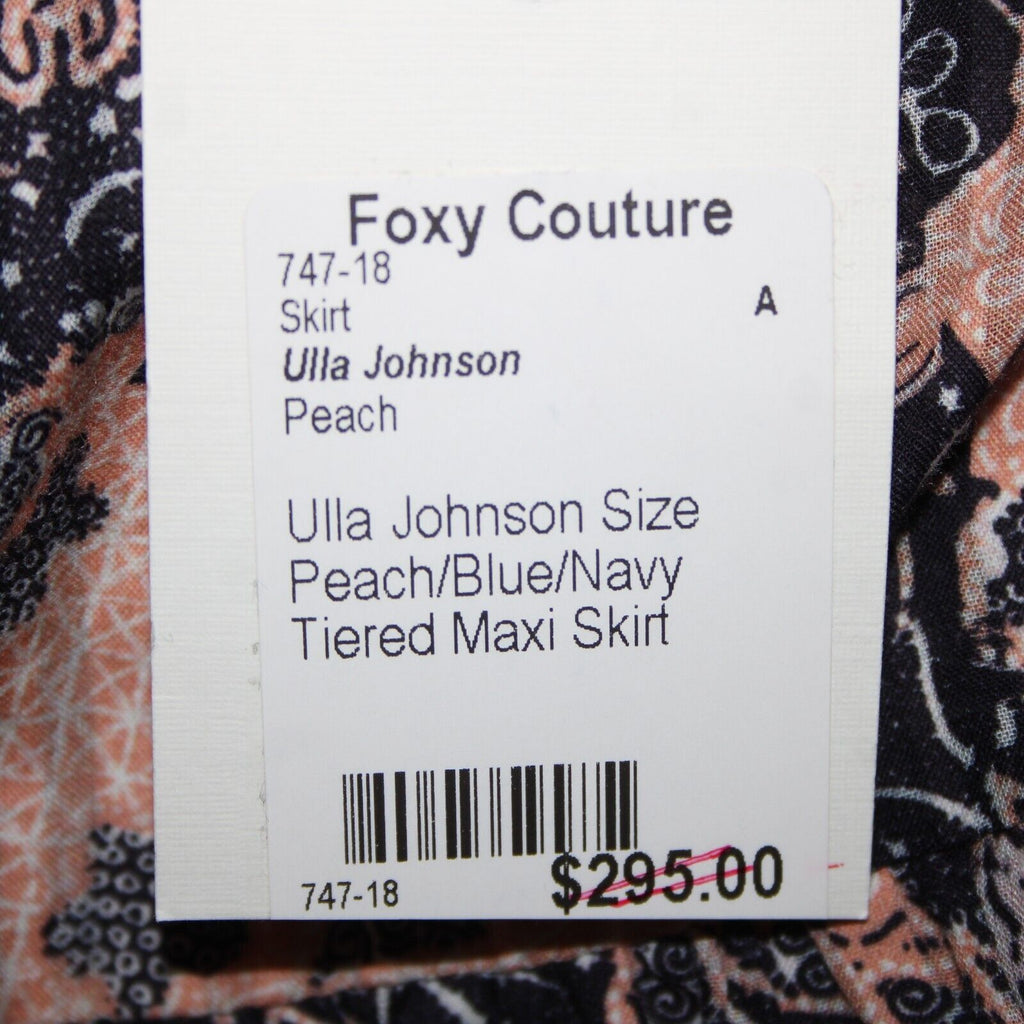 Foxy Couture
747-18
Skirt
A
Ulla Johnson
Peach
Ulla Johnson Size
Peach/Blue/Navy
Tiered Maxi Skirt
747-18
$295.00